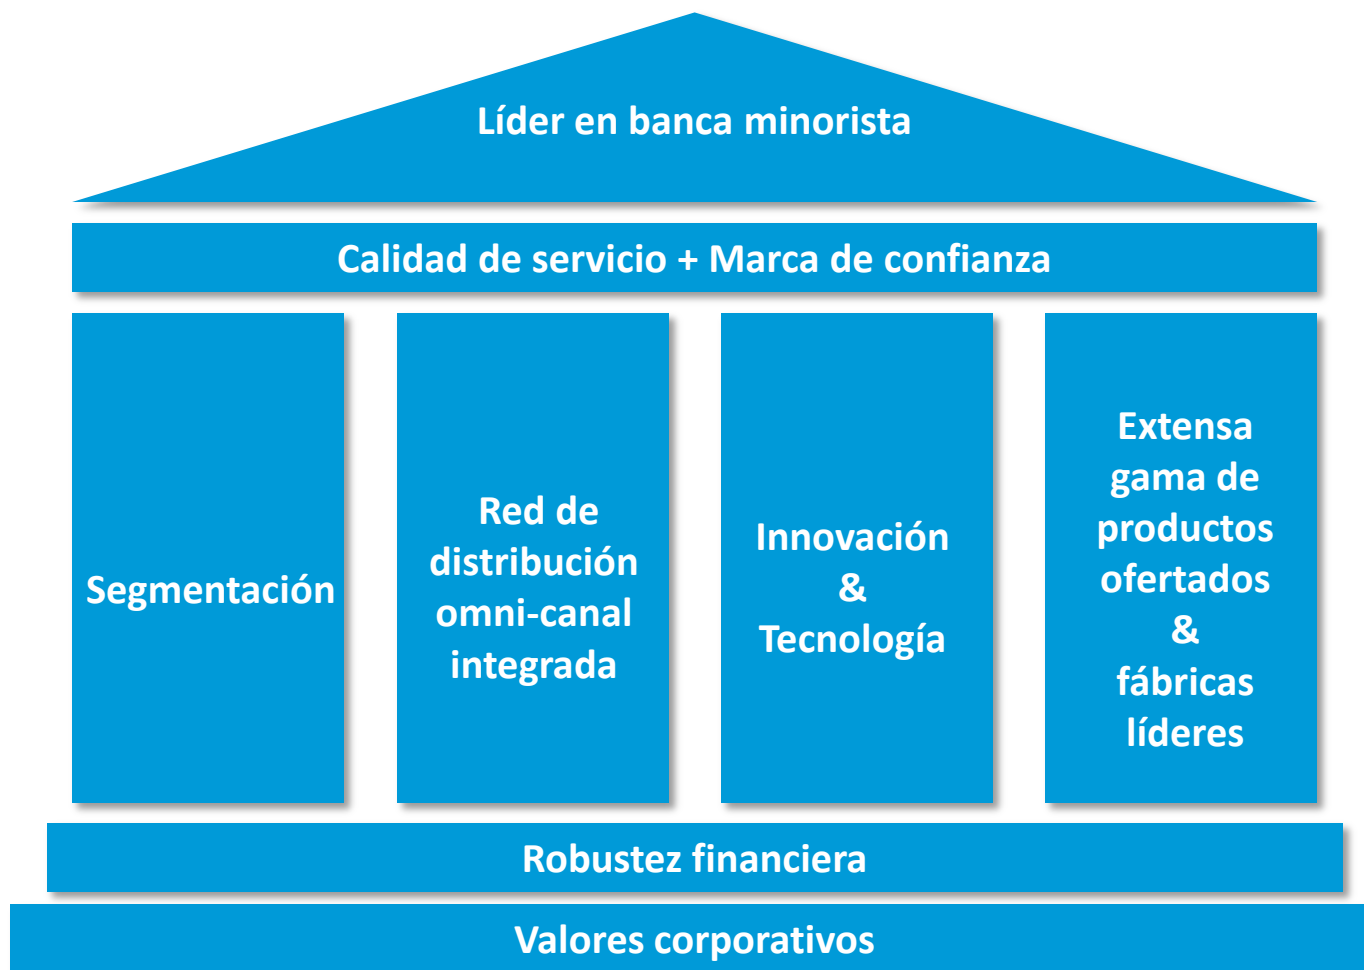 Líder en banca minorista
Calidad de servicio + Marca de confianza
Segmentación
Red de
distribución
omni-canal
integrada
Innovación
&
Tecnología
Extensa
gama de
productos
ofertados
&
fábricas
líderes
Robustez financiera
Valores corporativos